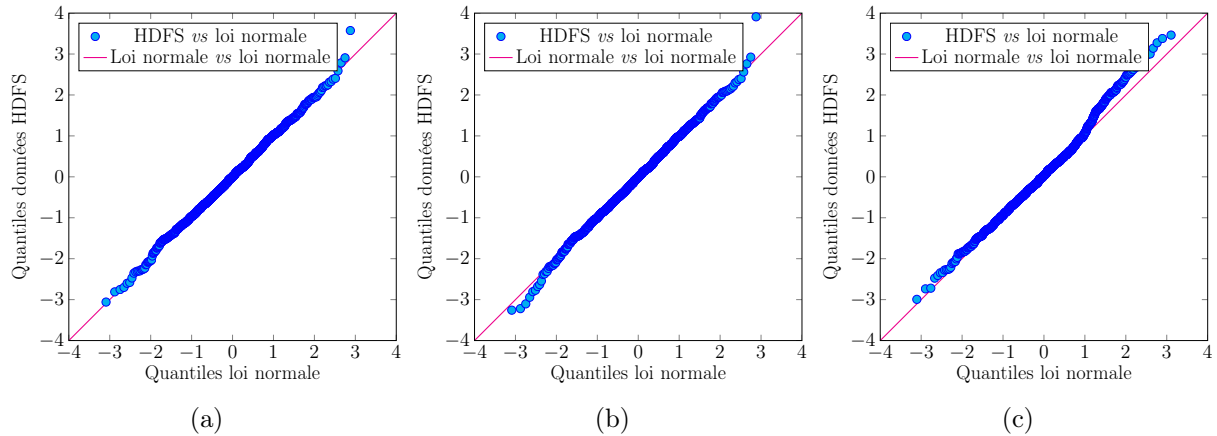 HDFS vs loi normale
Loi normale vs loi normale
Quantiles données HDFS
4
3
2
1
0
−1
−2
−3
−4
−4 −3 −2 −1 0 1 2 3 4
Quantiles loi normale
(a)
HDFS vs loi normale
Loi normale vs loi normale
Quantiles données HDFS
4
3
2
1
0
−1
−2
−3
−4
−4 −3 −2 −1 0 1 2 3 4
Quantiles loi normale
(b)
HDFS vs loi normale
Loi normale vs loi normale
Quantiles données HDFS
4
3
2
1
0
−1
−2
−3
−4
−4 −3 −2 −1 0 1 2 3 4
Quantiles loi normale
(c)